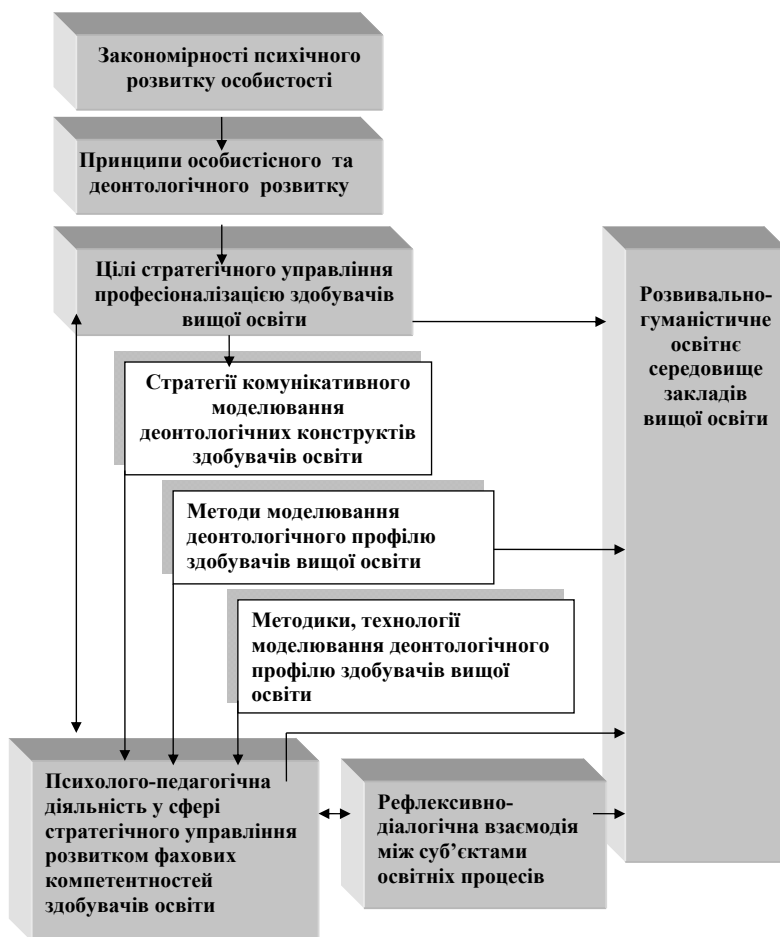 Закономірності психічного
розвитку особистості
Принципи особистісного та
деонтологічного розвитку
Цілі стратегічного управління
професіоналізацією здобувачів
вищої освіти
Розвивально-
гуманістичне
освітнє
середовище
закладів
вищої освіти
Стратегії комунікативного
моделювання
деонтологічних конструктів
здобувачів освіти
Методи моделювання
деонтологічного профілю
здобувачів вищої освіти
Методики, технології
моделювання деонтологічного
профілю здобувачів вищої
освіти
Психолого-педагогічна
діяльність у сфері
стратегічного управління
розвитком фахових
компетентностей
здобувачів освіти
Рефлексивно-
діалогічна взаємодія
між суб’єктами
освітніх процесів